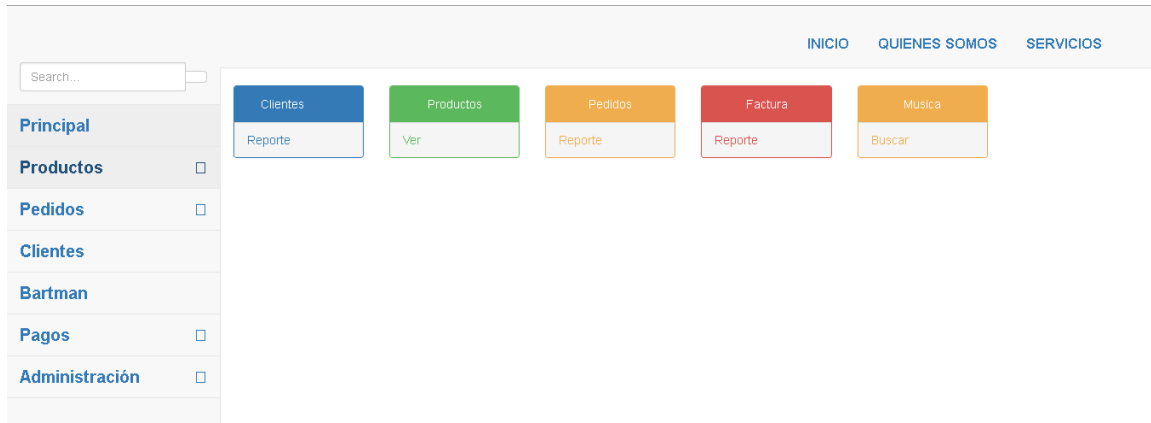 INICIO QUIENES SOMOS SERVICIOS
Search...
Principal
Productos
Pedidos
Clientes
Bartman
Pagos
Administración
Clientes Productos Pedidos Factura Musica
Reporte Ver Reporte Reporte Buscar